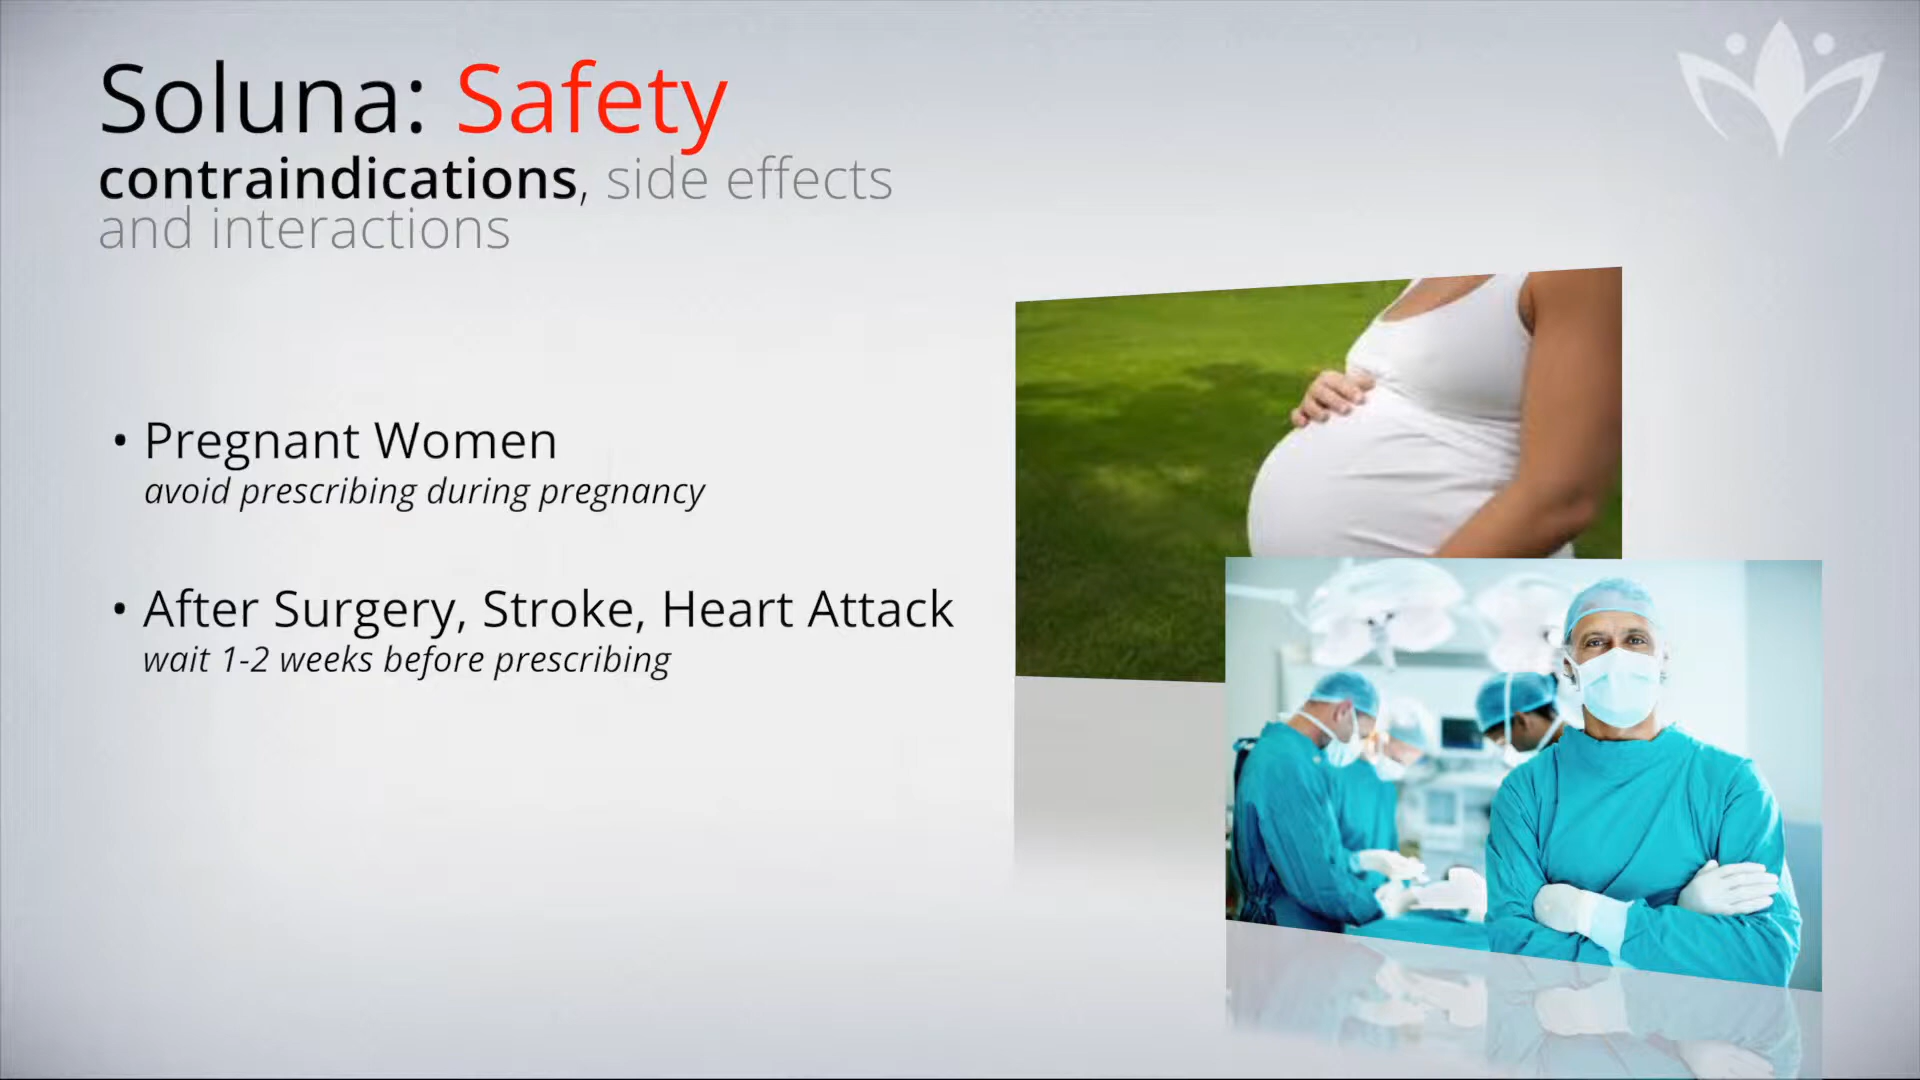 Soluna: Safety
contraindications, side effects
and interactions
• Pregnant Women
avoid prescribing during pregnancy
• After Surgery, Stroke, Heart Attack
wait 1-2 weeks before prescribing